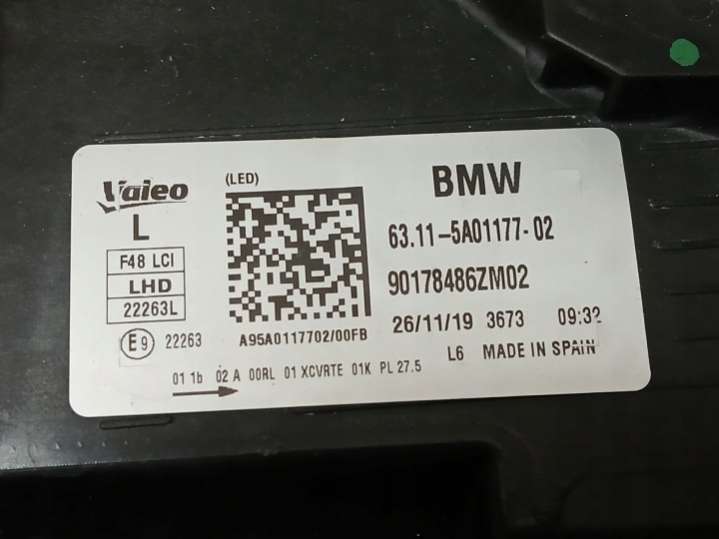 Valeo
L
F48 LCI
LHD
22263L
E9 22263
(LED)
A95A0117702/00FB
BMW
63.11-5A01177-02
90178486ZM02
26/11/19 3673 09:32
L6 MADE IN SPAIN
01 1b 02 A 00RL 01 XCVRTE 01K PL 27.5